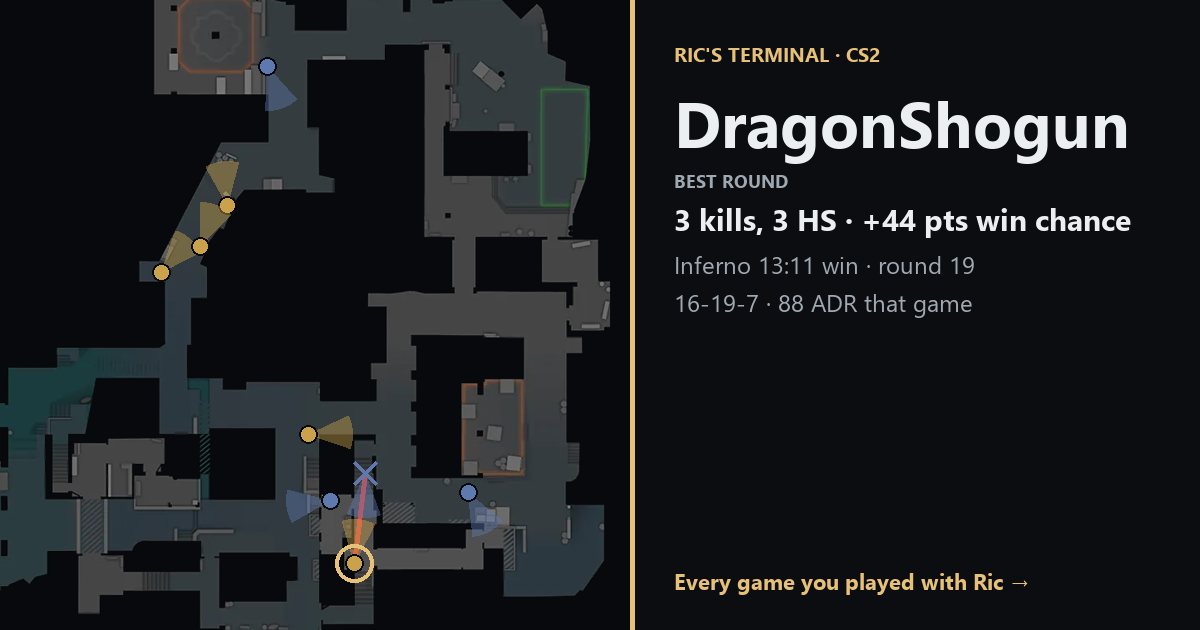 RIC'S TERMINAL · CS2
DragonShogun
BEST ROUND
3 kills, 3 HS · +44 pts win chance
Inferno 13:11 win · round 19
16-19-7 · 88 ADR that game
Every game you played with Ric →